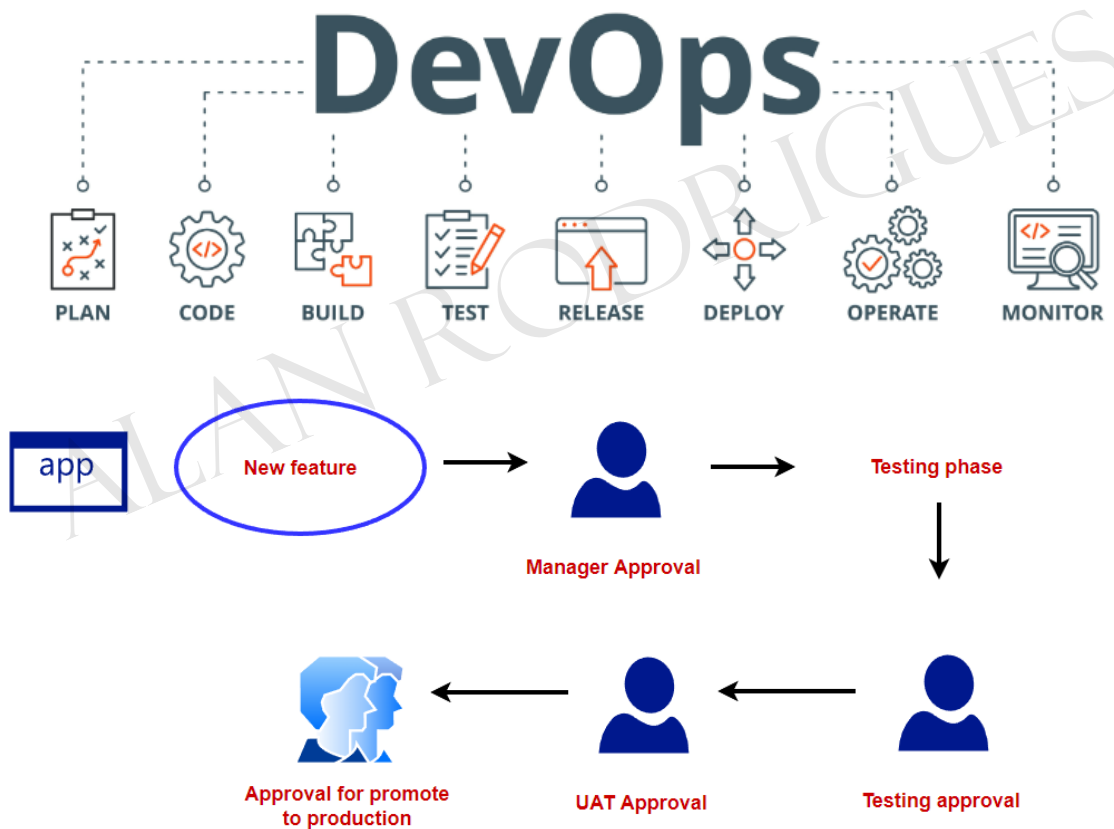 DevOps
PLAN
CODE
BUILD
TEST
RELEASE
DEPLOY
OPERATE
MONITOR
ALAN RODRIGUES
app
New feature
Manager Approval
Testing phase
Approval for promote
to production
UAT Approval
Testing approval